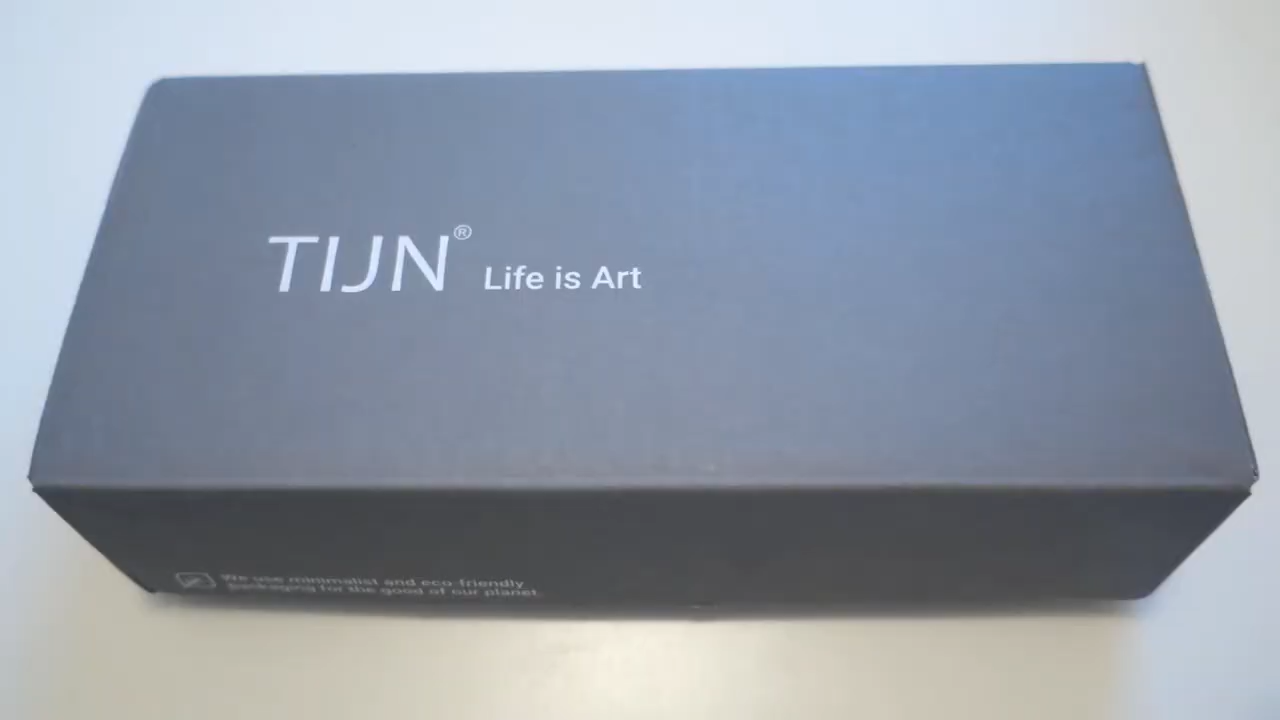 TIJN® Life is Art
We use minimalist and eco-friendly
packaging for the good of our planet.